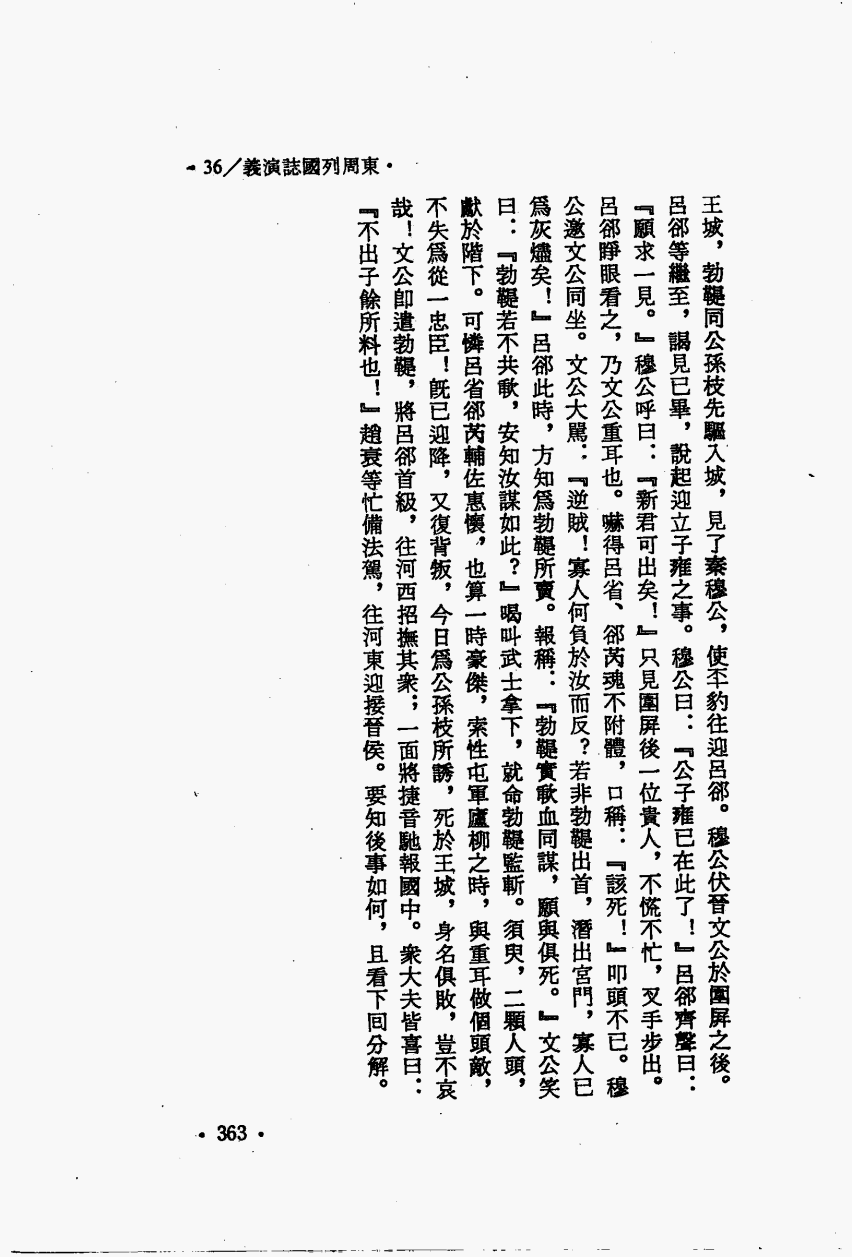 • 36／義演誌國列周東 •
王城，勃鞮同公孫枝先驅入城，見了秦穆公，使丕豹往迎呂郤。穆公伏晉文公於圍屏之後。
呂郤等繼至，謁見已畢，說起迎立子雍之事。穆公曰：『公子雍已在此了！』呂郤齊聲曰：
『願求一見。』穆公呼曰：『新君可出矣！』只見圍屏後一位貴人，不慌不忙，叉手步出。
呂郤睜眼看之，乃文公重耳也。嚇得呂省、郤芮魂不附體，口稱：『該死！』叩頭不已。穆
公邀文公同坐。文公大駡：『逆賊！寡人何負於汝而反？若非勃鞮出首，潛出宮門，寡人已
爲灰燼矣！』呂郤此時，方知爲勃鞮所賣。報稱：『勃鞮實歃血同謀，願與俱死。』文公笑
曰：『勃鞮若不共歃，安知汝謀如此？』喝叫武士拿下，就命勃鞮監斬。須臾，二顆人頭，
獻於階下。可憐呂省郤芮輔佐惠懷，也算一時豪傑，索性屯軍廬柳之時，與重耳做個頭敵，
不失爲從一忠臣！旣已迎降，又復背叛，今日爲公孫枝所誘，死於王城，身名俱敗，豈不哀
哉！文公卽遣勃鞮，將呂郤首級，往河西招撫其衆；一面將捷音馳報國中。衆大夫皆喜曰：
『不出子餘所料也！』趙衰等忙備法駕，往河東迎接晉侯。要知後事如何，且看下回分解。
• 363 •